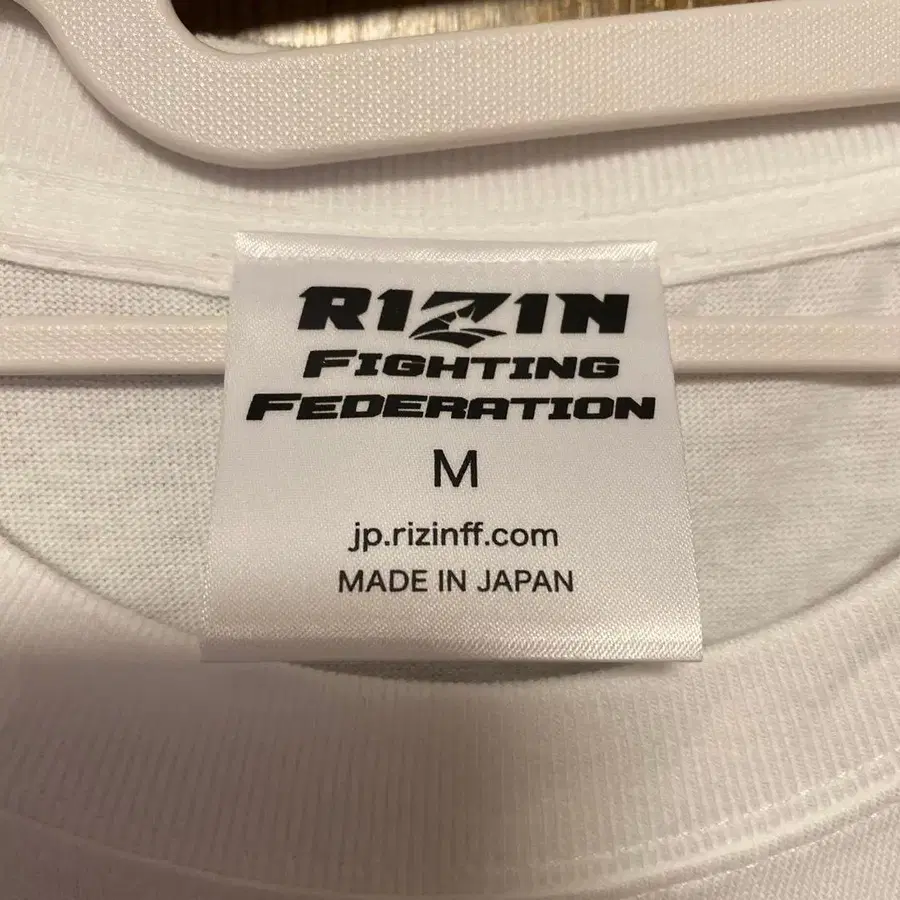 RIZIN
FIGHTING
FEDERATION
M
jp.rizinff.com
MADE IN JAPAN